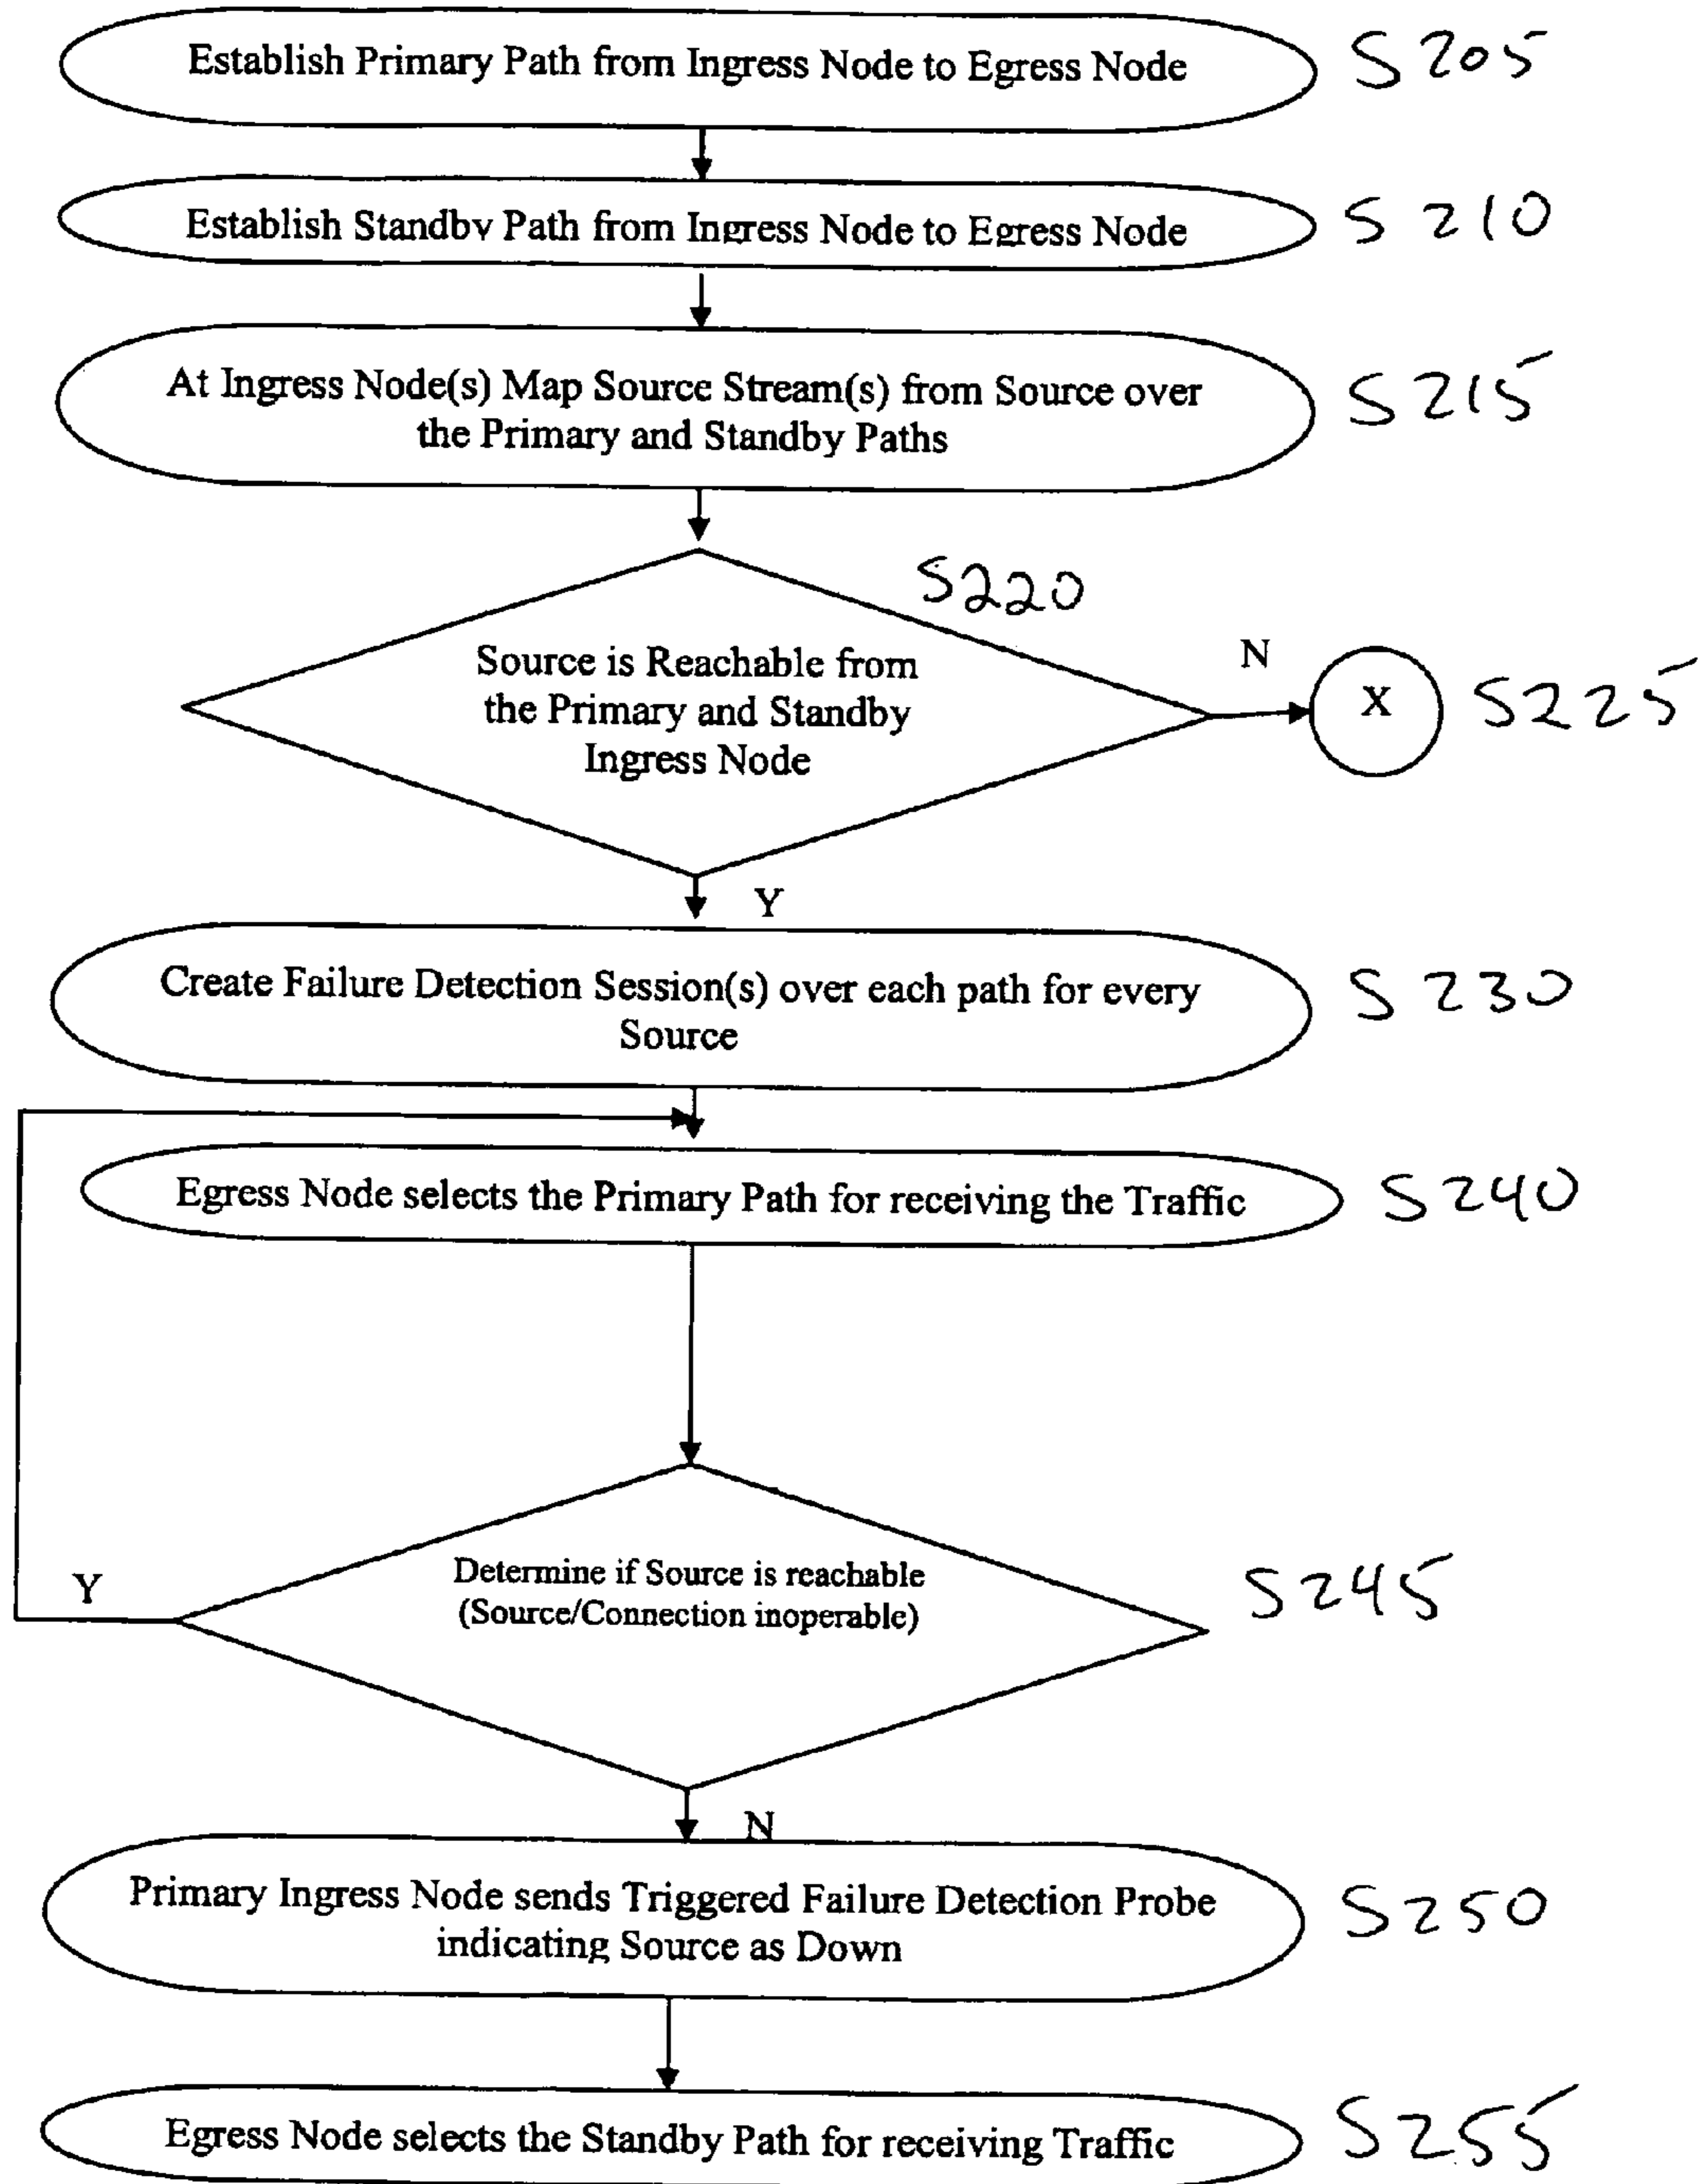 Establish Primary Path from Ingress Node to Egress Node
S205
Establish Standby Path from Ingress Node to Egress Node
S210
At Ingress Node(s) Map Source Stream(s) from Source over
the Primary and Standby Paths
S215
S220
Source is Reachable from
the Primary and Standby
Ingress Node
N
X
S225
Y
Create Failure Detection Session(s) over each path for every
Source
S230
Egress Node selects the Primary Path for receiving the Traffic
S240
Determine if Source is reachable
(Source/Connection inoperable)
Y
S245
N
Primary Ingress Node sends Triggered Failure Detection Probe
indicating Source as Down
S250
Egress Node selects the Standby Path for receiving Traffic
S255